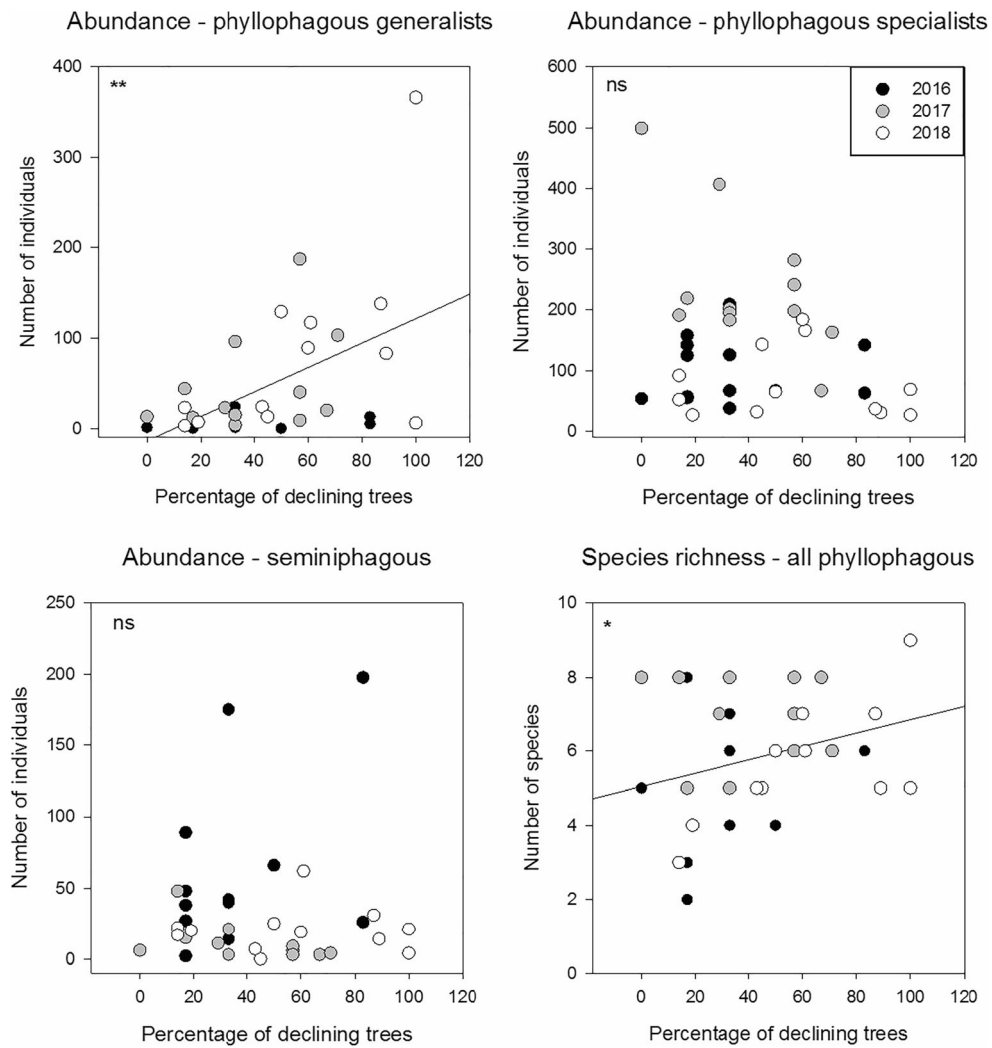 Abundance - phyllophagous generalists
400
300
200
100
0
**
Number of individuals
0 20 40 60 80 100 120
Percentage of declining trees
Abundance - phyllophagous specialists
600
500
400
300
200
100
0
ns
2016
2017
2018
Number of individuals
0 20 40 60 80 100 120
Percentage of declining trees
Abundance - seminiphagous
250
200
150
100
50
0
ns
Number of individuals
0 20 40 60 80 100 120
Percentage of declining trees
Species richness - all phyllophagous
10
8
6
4
2
0
*
Number of species
0 20 40 60 80 100 120
Percentage of declining trees